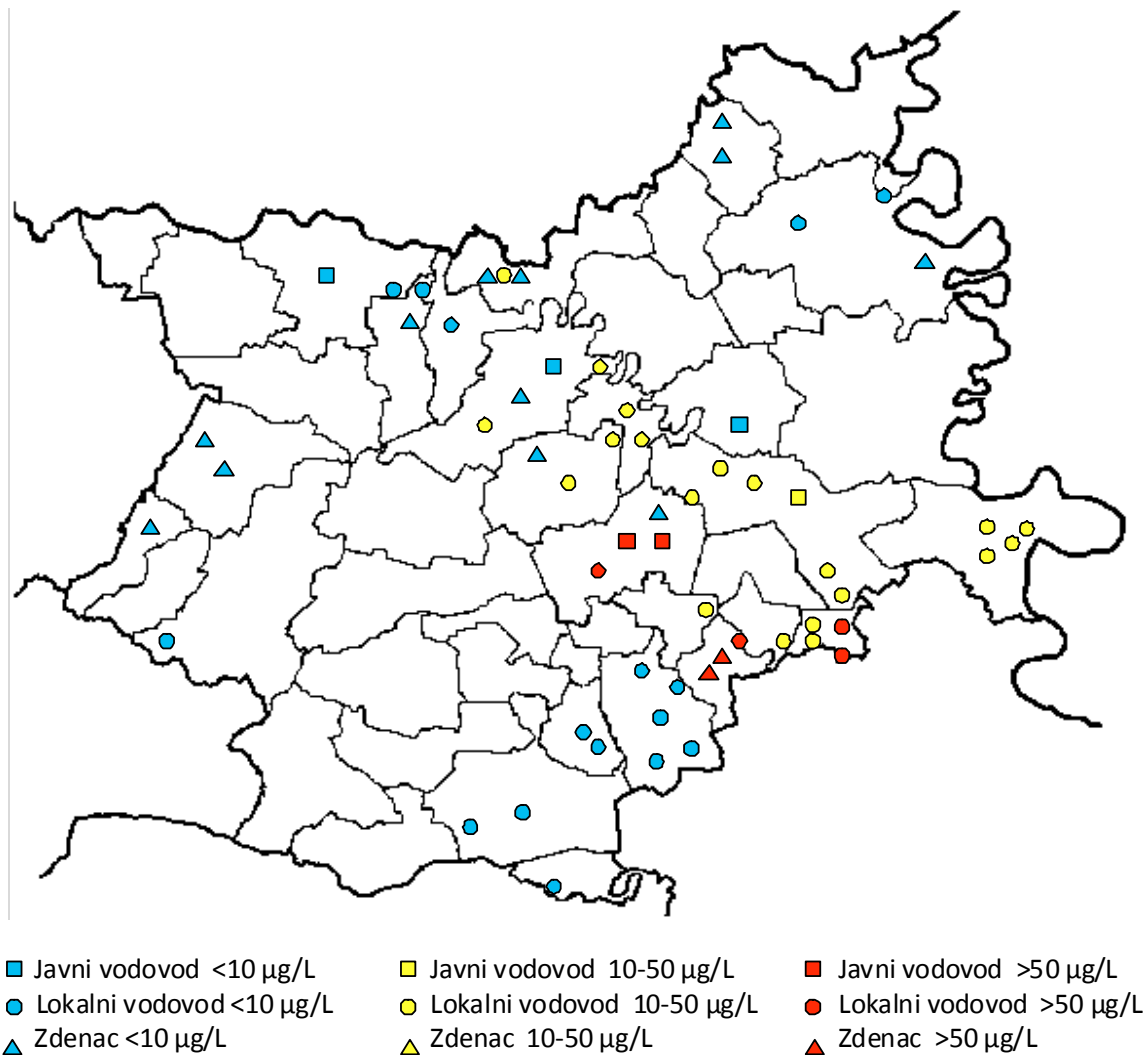 Javni vodovod <10 µg/L Javni vodovod 10-50 µg/L Javni vodovod >50 µg/L
Lokalni vodovod <10 µg/L Lokalni vodovod 10-50 µg/L Lokalni vodovod >50 µg/L
Zdenac <10 µg/L Zdenac 10-50 µg/L Zdenac >50 µg/L